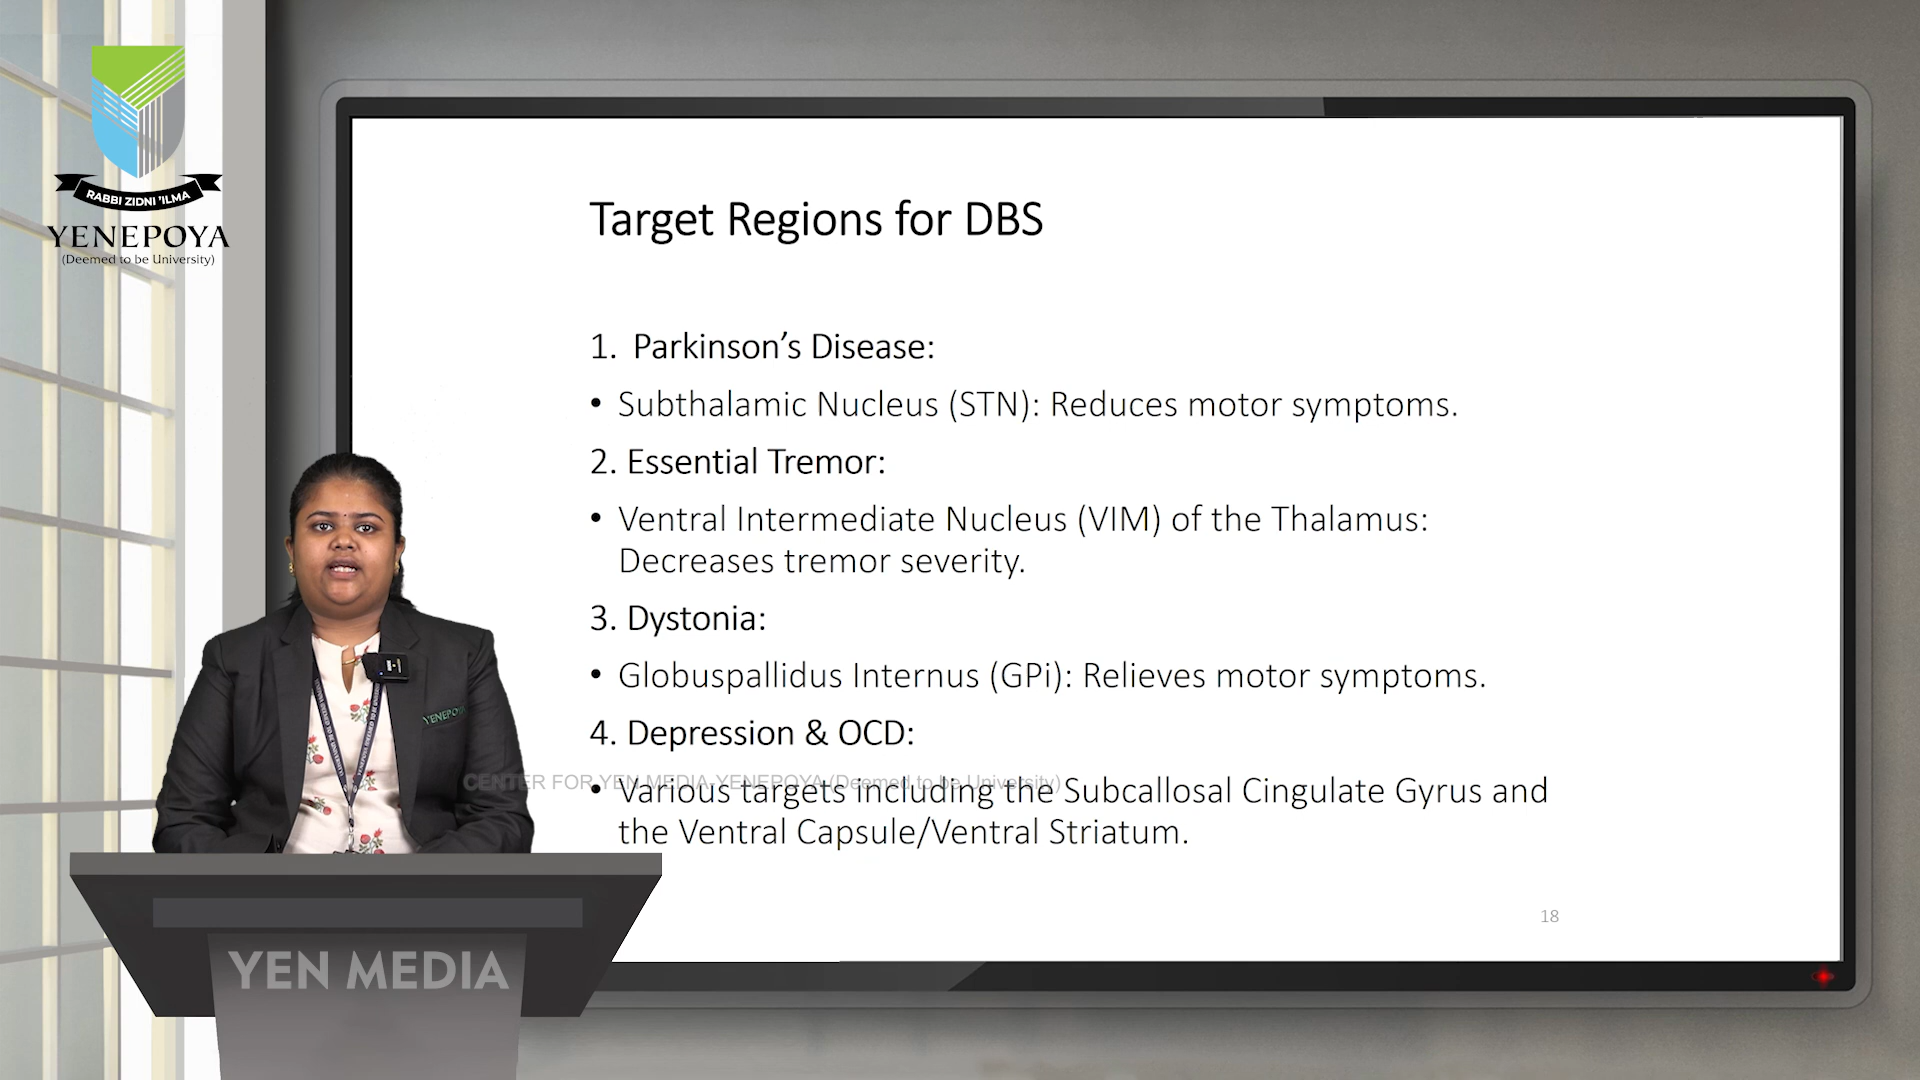 RABBI ZIDNI 'ILMA
YENEPOYA
(Deemed to be University)
Target Regions for DBS
1. Parkinson’s Disease:
• Subthalamic Nucleus (STN): Reduces motor symptoms.
2. Essential Tremor:
• Ventral Intermediate Nucleus (VIM) of the Thalamus:
Decreases tremor severity.
3. Dystonia:
• Globuspallidus Internus (GPi): Relieves motor symptoms.
4. Depression & OCD:
• Various targets including the Subcallosal Cingulate Gyrus and
the Ventral Capsule/Ventral Striatum.
18
CENTER FOR YEN MEDIA-YENEPOYA (Deemed to be University)
YEN MEDIA